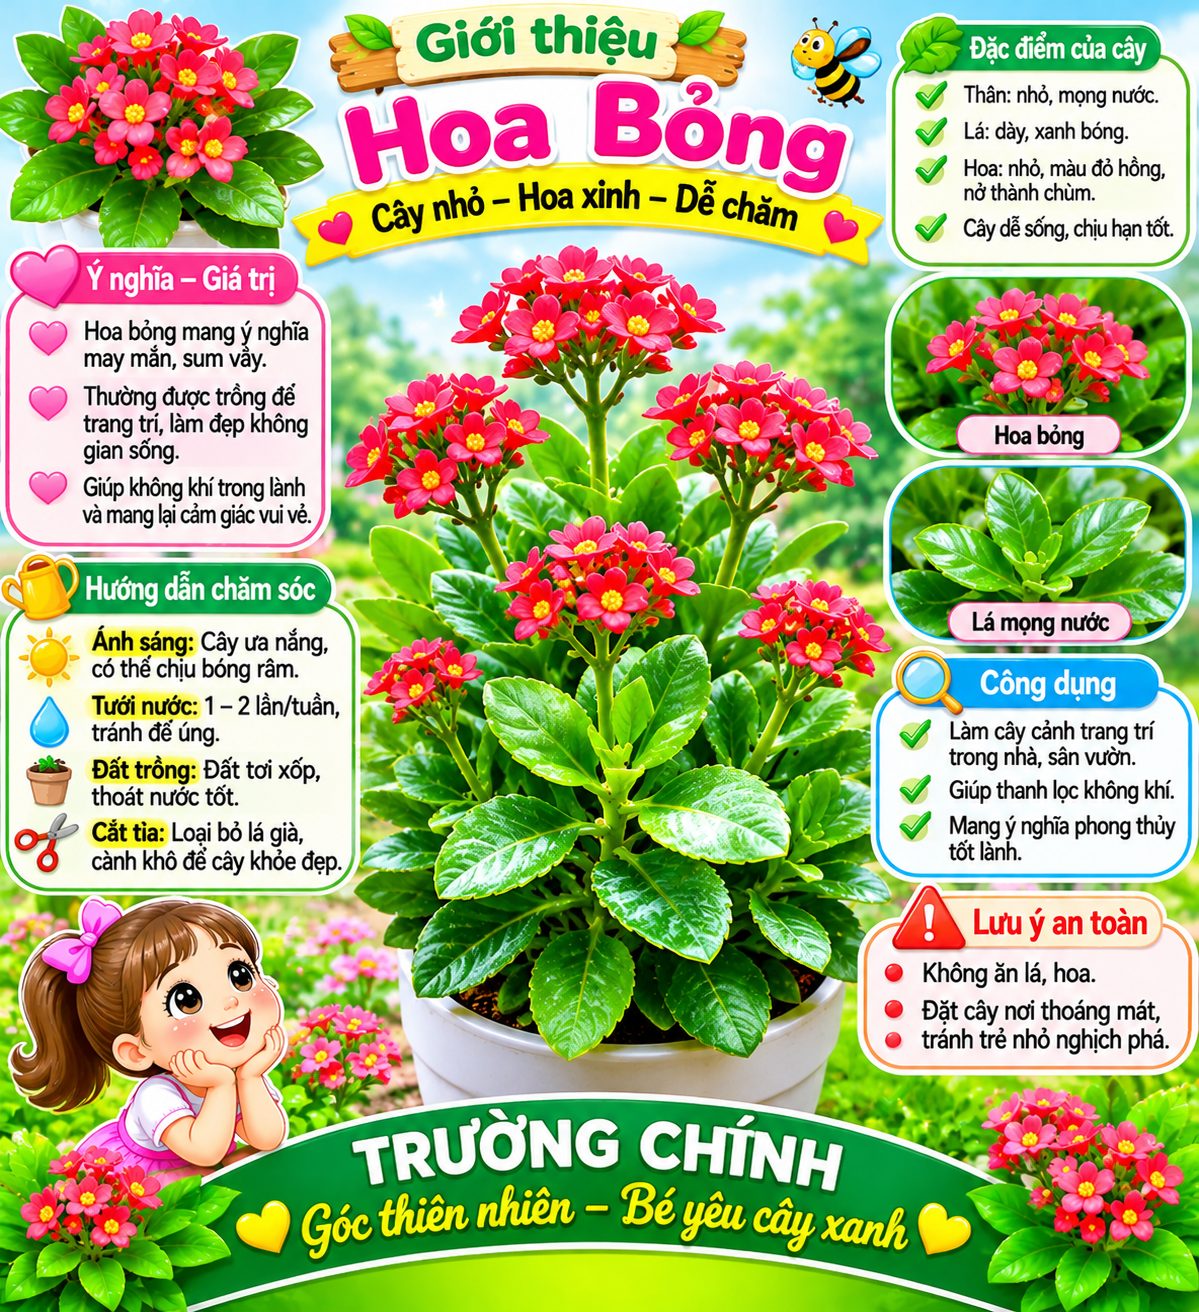 Giới thiệu
Hoa Bỏng
Cây nhỏ – Hoa xinh – Dễ chăm
Ý nghĩa – Giá trị
Hoa bỏng mang ý nghĩa
may mắn, sum vầy.
Thường được trồng để
trang trí, làm đẹp không
gian sống.
Giúp không khí trong lành
và mang lại cảm giác vui vẻ.
Hướng dẫn chăm sóc
Ánh sáng: Cây ưa nắng,
có thể chịu bóng râm.
Tưới nước: 1 – 2 lần/tuần,
tránh để úng.
Đất trồng: Đất tơi xốp,
thoát nước tốt.
Cắt tỉa: Loại bỏ lá già,
cành khô để cây khỏe đẹp.
Đặc điểm của cây
Thân: nhỏ, mọng nước.
Lá: dày, xanh bóng.
Hoa: nhỏ, màu đỏ hồng,
nở thành chùm.
Cây dễ sống, chịu hạn tốt.
Hoa bỏng
Lá mọng nước
Công dụng
Làm cây cảnh trang trí
trong nhà, sân vườn.
Giúp thanh lọc không khí.
Mang ý nghĩa phong thủy
tốt lành.
Lưu ý an toàn
Không ăn lá, hoa.
Đặt cây nơi thoáng mát,
tránh trẻ nhỏ nghịch phá.
TRƯỜNG CHÍNH
Góc thiên nhiên – Bé yêu cây xanh